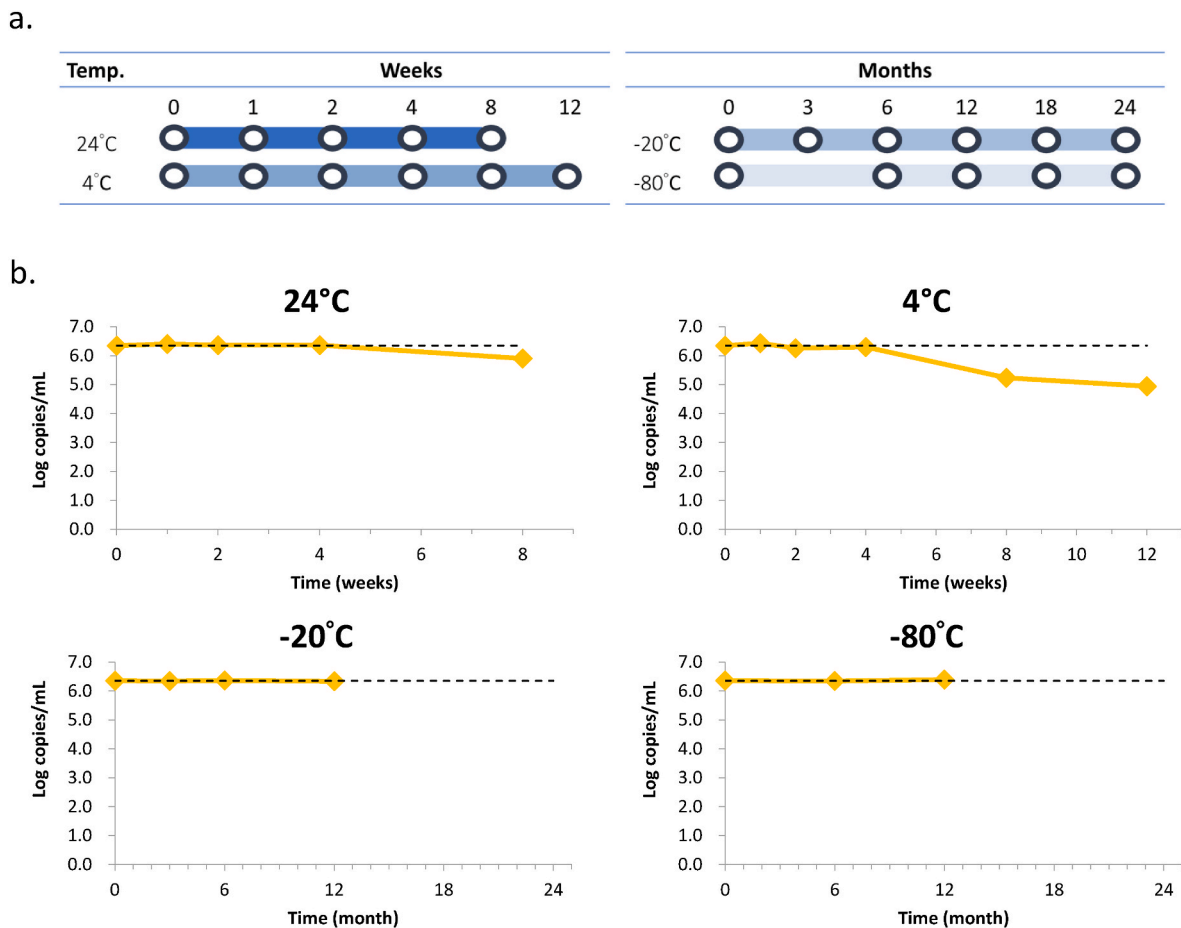 a.
Temp. Weeks Months
0 1 2 4 8 12 0 3 6 12 18 24
24°C -20°C
4°C -80°C
b.
24°C 4°C
7.0 7.0
6.0 6.0
5.0 5.0
4.0 4.0
3.0 3.0
2.0 2.0
1.0 1.0
0.0 0.0
Log copies/mL Log copies/mL
0 2 4 6 8 0 2 4 6 8 10 12
Time (weeks) Time (weeks)
-20°C -80°C
7.0 7.0
6.0 6.0
5.0 5.0
4.0 4.0
3.0 3.0
2.0 2.0
1.0 1.0
0.0 0.0
Log copies/mL Log copies/mL
0 6 12 18 24 0 6 12 18 24
Time (month) Time (month)